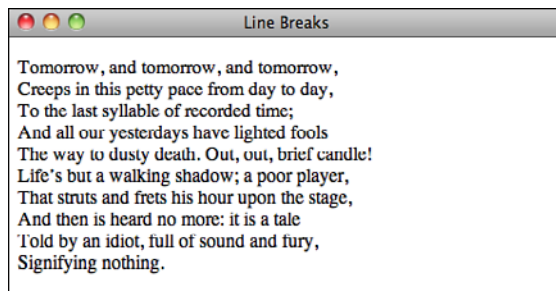 Line Breaks
Tomorrow, and tomorrow, and tomorrow,
Creeps in this petty pace from day to day,
To the last syllable of recorded time;
And all our yesterdays have lighted fools
The way to dusty death. Out, out, brief candle!
Life's but a walking shadow; a poor player,
That struts and frets his hour upon the stage,
And then is heard no more: it is a tale
Told by an idiot, full of sound and fury,
Signifying nothing.